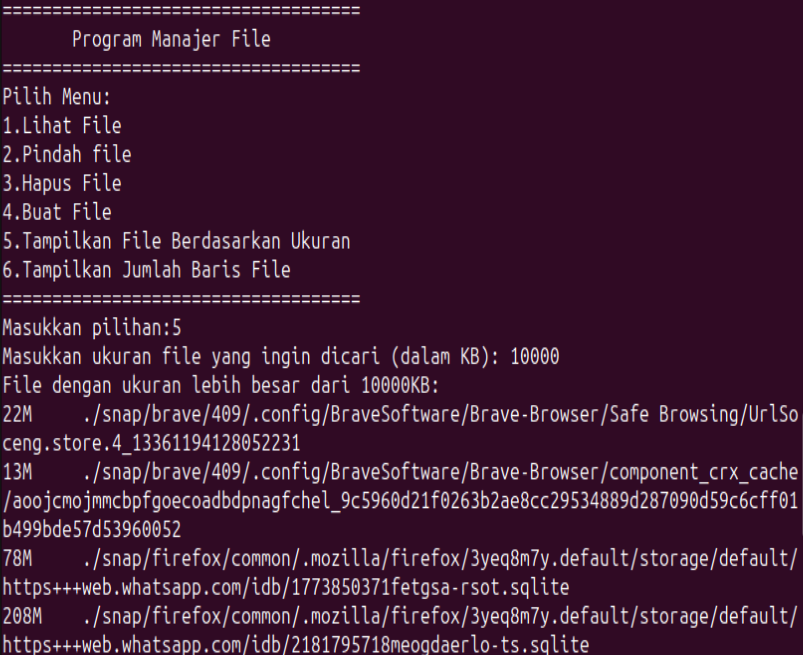 ====================================
Program Manajer File
====================================
Pilih Menu:
1.Lihat File
2.Pindah file
3.Hapus File
4.Buat File
5.Tampilkan File Berdasarkan Ukuran
6.Tampilkan Jumlah Baris File
====================================
Masukkan pilihan:5
Masukkan ukuran file yang ingin dicari (dalam KB): 10000
File dengan ukuran lebih besar dari 10000KB:
22M ./snap/brave/409/.config/BraveSoftware/Brave-Browser/Safe Browsing/UrlSo
ceng.store.4_13361194128052231
13M ./snap/brave/409/.config/BraveSoftware/Brave-Browser/component_crx_cache
/aoojcmojmmcbpfgoecoadbdpnagfchel_9c5960d21f0263b2ae8cc29534889d287090d59c6cff01
b499bde57d53960052
78M ./snap/firefox/common/.mozilla/firefox/3yeq8m7y.default/storage/default/
https+++web.whatsapp.com/idb/1773850371fetgsa-rsot.sqlite
208M ./snap/firefox/common/.mozilla/firefox/3yeq8m7y.default/storage/default/
https+++web.whatsapp.com/idb/2181795718meogdaerlo-ts.sqlite